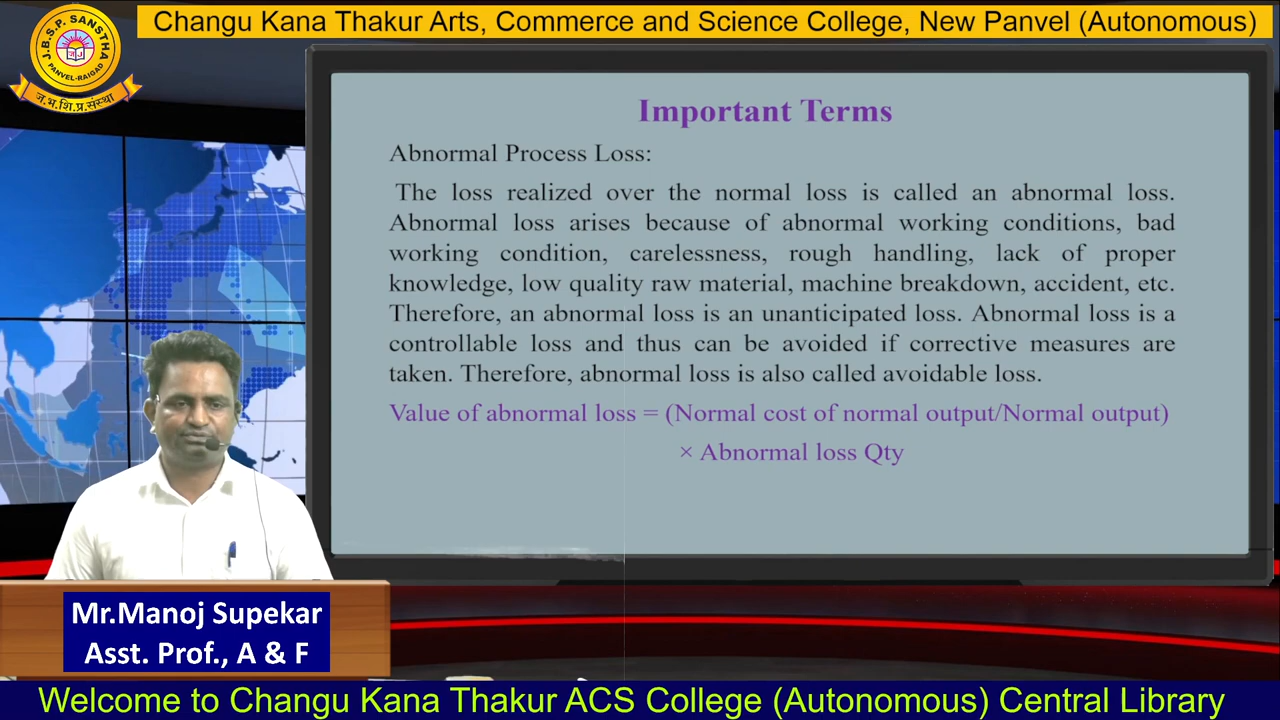 Changu Kana Thakur Arts, Commerce and Science College, New Panvel (Autonomous)
J.B.S.P. SANSTHA
PANVEL-RAIGAD
ज.भ.शि.प्र.संस्था
Important Terms
Abnormal Process Loss:
The loss realized over the normal loss is called an abnormal loss.
Abnormal loss arises because of abnormal working conditions, bad
working condition, carelessness, rough handling, lack of proper
knowledge, low quality raw material, machine breakdown, accident, etc.
Therefore, an abnormal loss is an unanticipated loss. Abnormal loss is a
controllable loss and thus can be avoided if corrective measures are
taken. Therefore, abnormal loss is also called avoidable loss.
Value of abnormal loss = (Normal cost of normal output/Normal output)
× Abnormal loss Qty
Mr.Manoj Supekar
Asst. Prof., A & F
Welcome to Changu Kana Thakur ACS College (Autonomous) Central Library